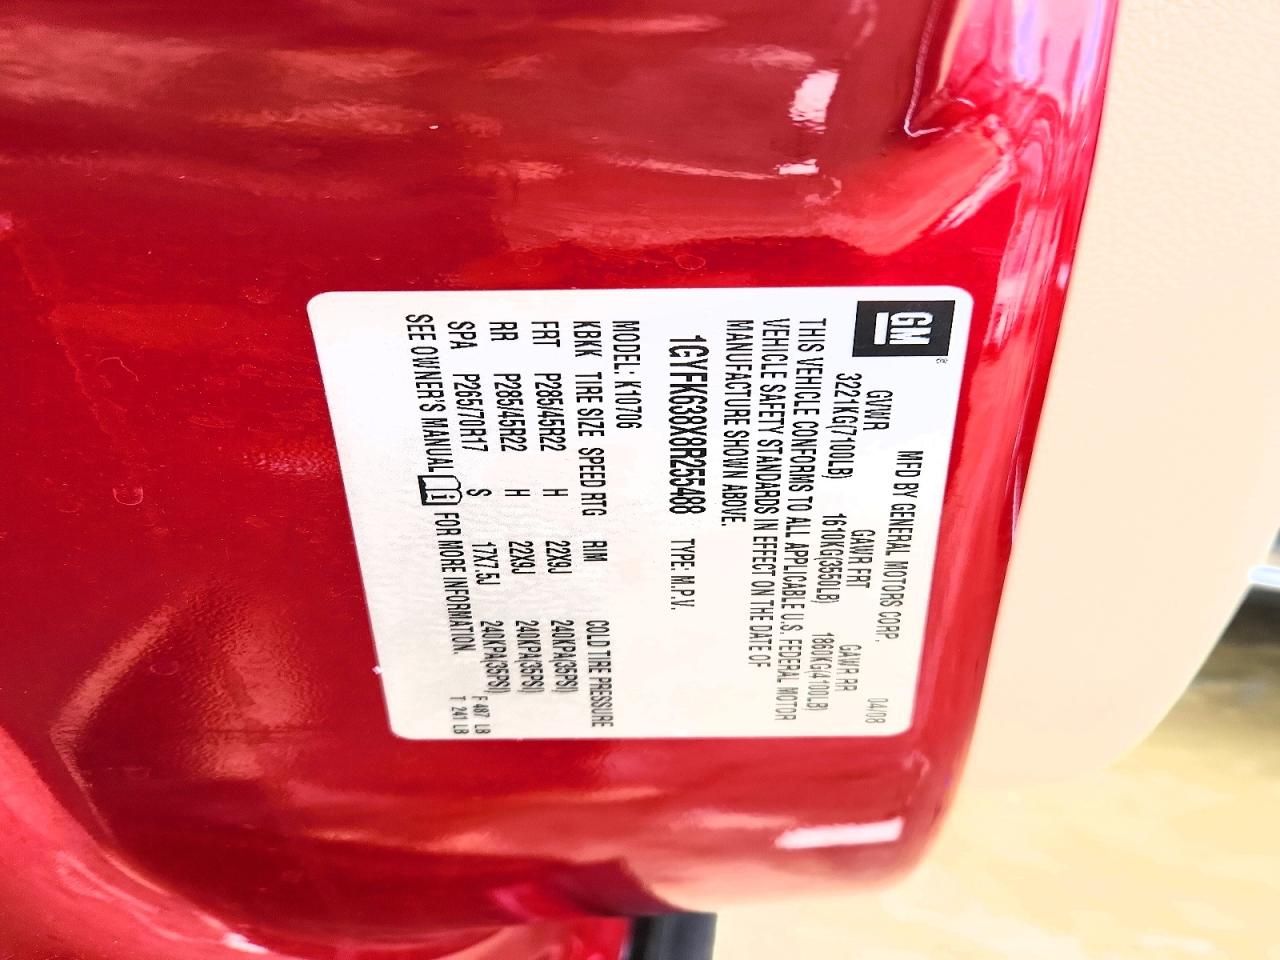 GM
MFD BY GENERAL MOTORS CORP. 04/08
GVWR GAWR FRT GAWR RR
3221KG(7100LB) 1610KG(3550LB) 1860KG(4100LB)
THIS VEHICLE CONFORMS TO ALL APPLICABLE U.S. FEDERAL MOTOR
VEHICLE SAFETY STANDARDS IN EFFECT ON THE DATE OF
MANUFACTURE SHOWN ABOVE.
1GYFK638X8R255488 TYPE: M.P.V.
MODEL: K10706
KBKK TIRE SIZE SPEED RTG RIM COLD TIRE PRESSURE
FRT P285/45R22 H 22X9J 240KPA(35PSI)
RR P285/45R22 H 22X9J 240KPA(35PSI)
SPA P265/70R17 S 17X7.5J 240KPA(35PSI)
SEE OWNER'S MANUAL i FOR MORE INFORMATION.
F 487 LB
T 241 LB